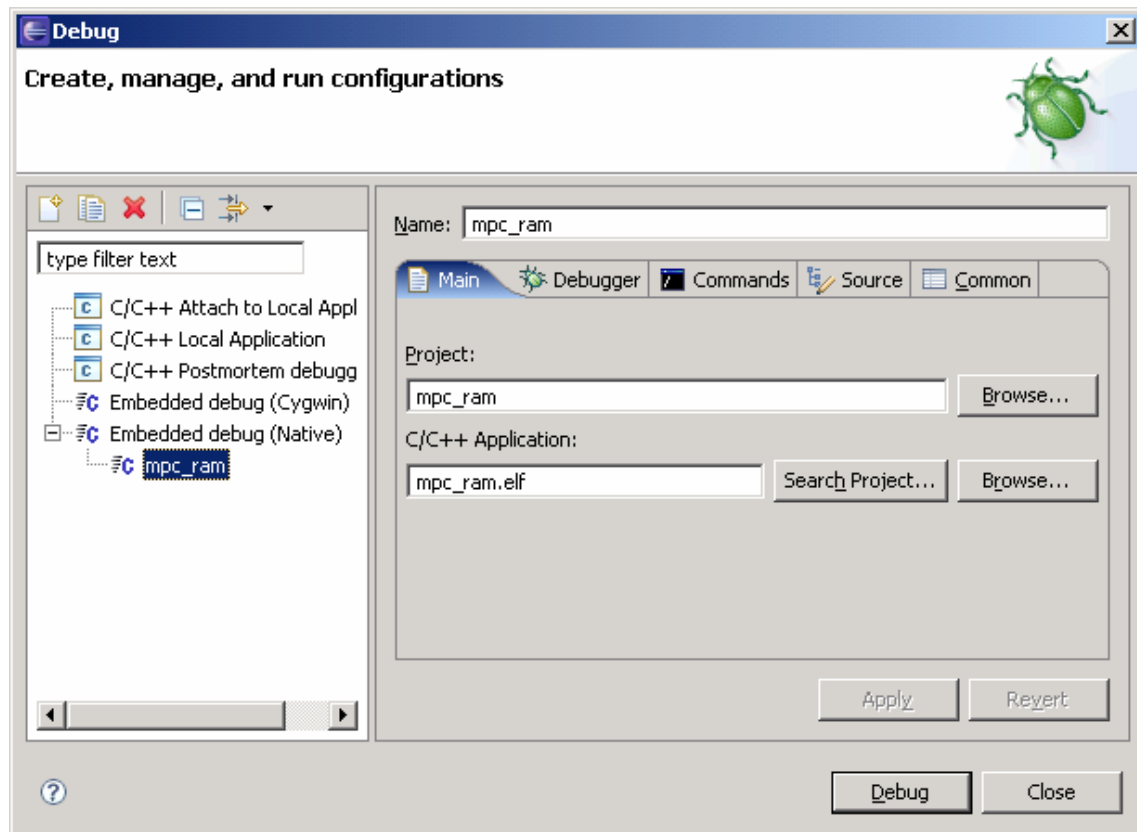 Debug
Create, manage, and run configurations
Name: mpc_ram
type filter text
Main Debugger Commands Source Common
C/C++ Attach to Local Appl
C/C++ Local Application
C/C++ Postmortem debugg
Embedded debug (Cygwin)
Embedded debug (Native)
mpc_ram
Project:
mpc_ram Browse...
C/C++ Application:
mpc_ram.elf Search Project... Browse...
Apply Revert
Debug Close